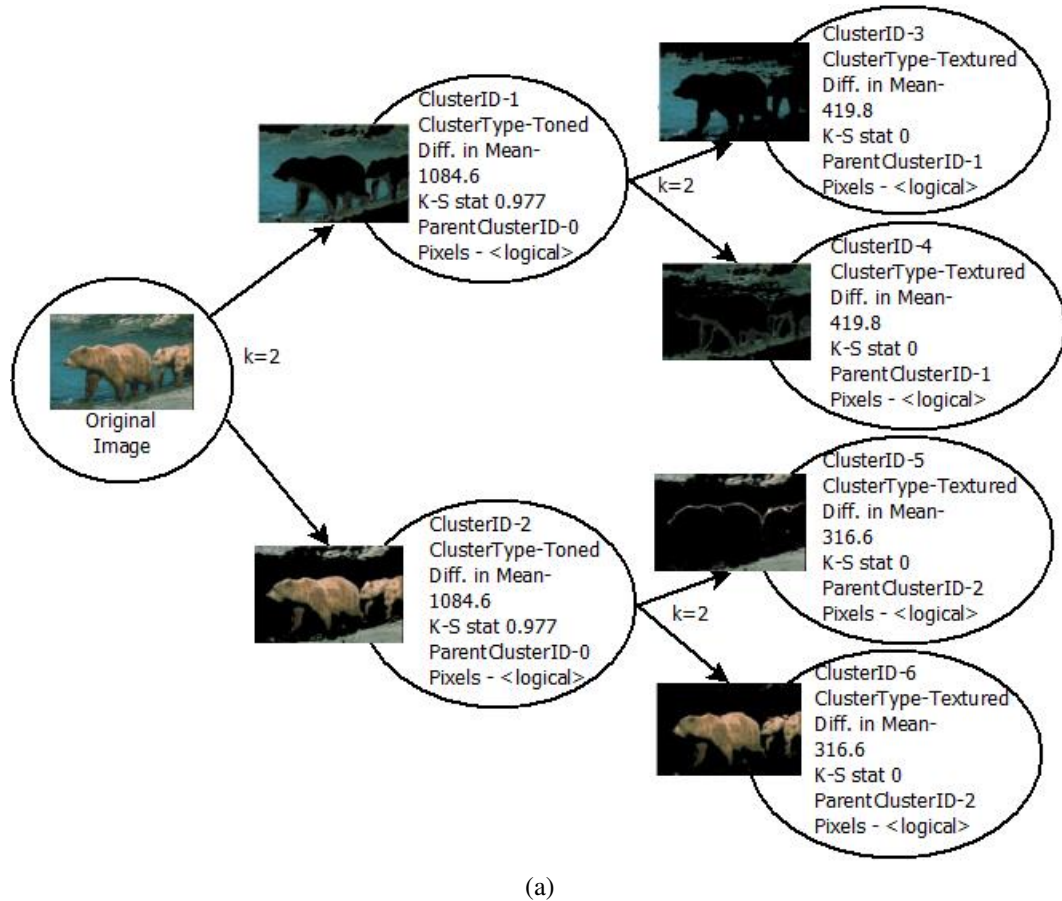 Original
Image
k=2
ClusterID-1
ClusterType-Toned
Diff. in Mean-
1084.6
K-S stat 0.977
ParentClusterID-0
Pixels - <logical>
k=2
ClusterID-3
ClusterType-Textured
Diff. in Mean-
419.8
K-S stat 0
ParentClusterID-1
Pixels - <logical>
ClusterID-4
ClusterType-Textured
Diff. in Mean-
419.8
K-S stat 0
ParentClusterID-1
Pixels - <logical>
ClusterID-2
ClusterType-Toned
Diff. in Mean-
1084.6
K-S stat 0.977
ParentClusterID-0
Pixels - <logical>
k=2
ClusterID-5
ClusterType-Textured
Diff. in Mean-
316.6
K-S stat 0
ParentClusterID-2
Pixels - <logical>
ClusterID-6
ClusterType-Textured
Diff. in Mean-
316.6
K-S stat 0
ParentClusterID-2
Pixels - <logical>
(a)